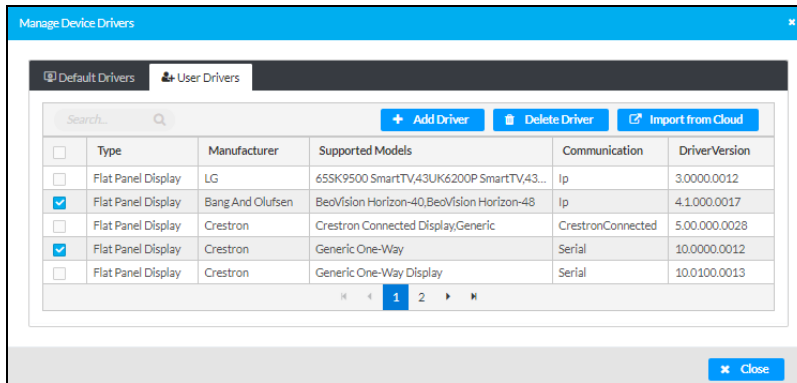 Manage Device Drivers
Default Drivers User Drivers
Search... Add Driver Delete Driver Import from Cloud
Type Manufacturer Supported Models Communication DriverVersion
Flat Panel Display LG 65SK9500 SmartTV,43UK6200P SmartTV,43... Ip 3.0000.0012
Flat Panel Display Bang And Olufsen BeoVision Horizon-40,BeoVision Horizon-48 Ip 4.1.000.0017
Flat Panel Display Crestron Crestron Connected Display,Generic CrestronConnected 5.00.000.0028
Flat Panel Display Crestron Generic One-Way Serial 10.0000.0012
Flat Panel Display Crestron Generic One-Way Display Serial 10.0100.0013
1 2
Close